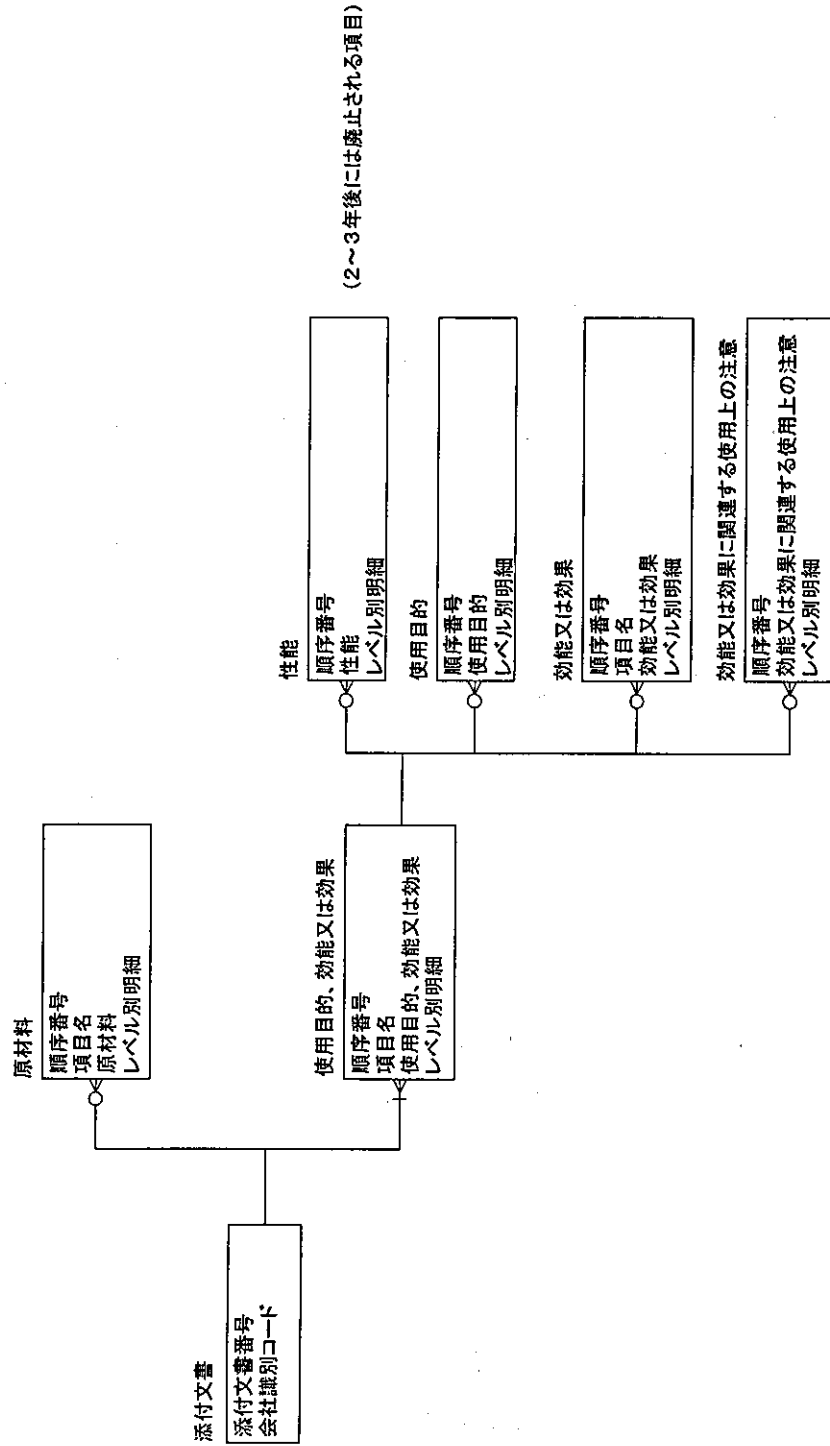 添付文書
添付文書番号
会社識別コード
原材料
順序番号
項目名
原材料
レベル別明細
使用目的、効能又は効果
順序番号
項目名
使用目的、効能又は効果
レベル別明細
性能
順序番号
性能
レベル別明細
(2〜3年後には廃止される項目)
使用目的
順序番号
使用目的
レベル別明細
効能又は効果
順序番号
項目名
効能又は効果
レベル別明細
効能又は効果に関連する使用上の注意
順序番号
効能又は効果に関連する使用上の注意
レベル別明細